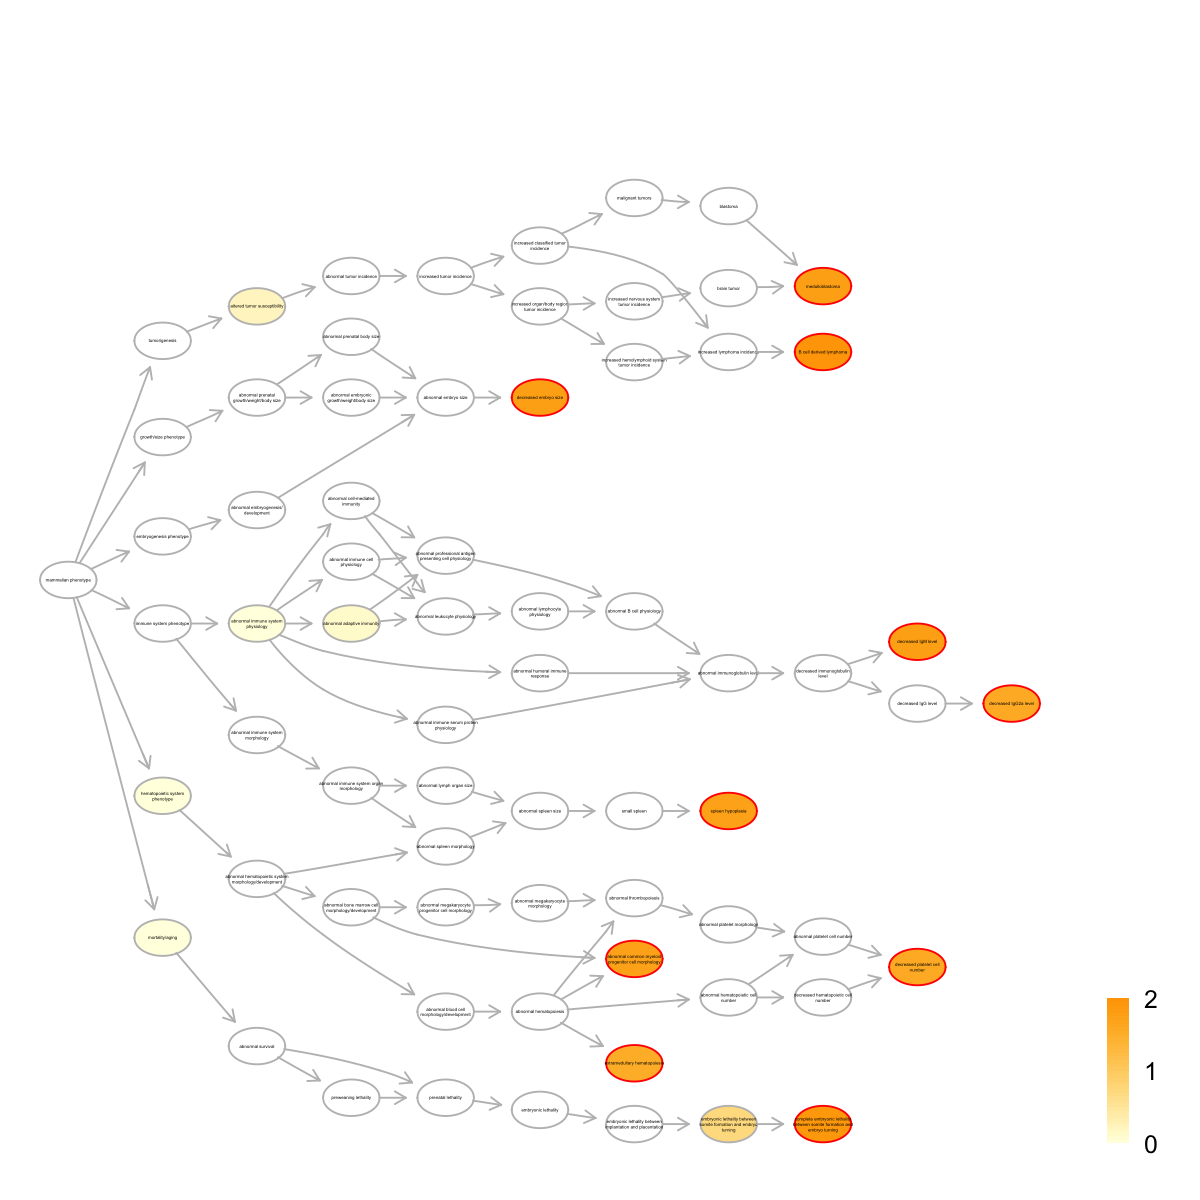 malignant tumors
blastoma
increased classified tumor
incidence
abnormal tumor incidence
increased tumor incidence
medulloblastoma
brain tumor
altered tumor susceptibility
increased organ/body region
tumor incidence
increased nervous system
tumor incidence
tumorigenesis
abnormal prenatal body size
increased hemolymphoid system
tumor incidence
increased lymphoma incidence
B cell derived lymphoma
abnormal prenatal
growth/weight/body size
abnormal embryonic
growth/weight/body size
abnormal embryo size
decreased embryo size
growth/size phenotype
abnormal cell-mediated
immunity
abnormal embryogenesis/
development
embryogenesis phenotype
abnormal professional antigen
presenting cell physiology
abnormal immune cell
physiology
mammalian phenotype
immune system phenotype
abnormal immune system
physiology
abnormal adaptive immunity
abnormal leukocyte physiology
abnormal lymphocyte
physiology
abnormal B cell physiology
decreased IgM level
abnormal humoral immune
response
abnormal immunoglobulin level
decreased immunoglobulin
level
decreased IgG level
decreased IgG2a level
abnormal immune serum protein
physiology
abnormal immune system
morphology
abnormal immune system organ
morphology
abnormal lymph organ size
hematopoietic system
phenotype
abnormal spleen size
small spleen
spleen hypoplasia
abnormal spleen morphology
abnormal hematopoietic system
morphology/development
abnormal bone marrow cell
morphology/development
abnormal megakaryocyte
progenitor cell morphology
abnormal megakaryocyte
morphology
abnormal thrombopoiesis
abnormal platelet morphology
abnormal platelet cell number
mortality/aging
abnormal common myeloid
progenitor cell morphology
decreased platelet cell
number
abnormal hematopoietic cell
number
decreased hematopoietic cell
number
abnormal blood cell
morphology/development
abnormal hematopoiesis
abnormal survival
extramedullary hematopoiesis
preweaning lethality
prenatal lethality
embryonic lethality
embryonic lethality between
implantation and placentation
embryonic lethality between
somite formation and embryo
turning
complete embryonic lethality
between somite formation and
embryo turning
2
1
0